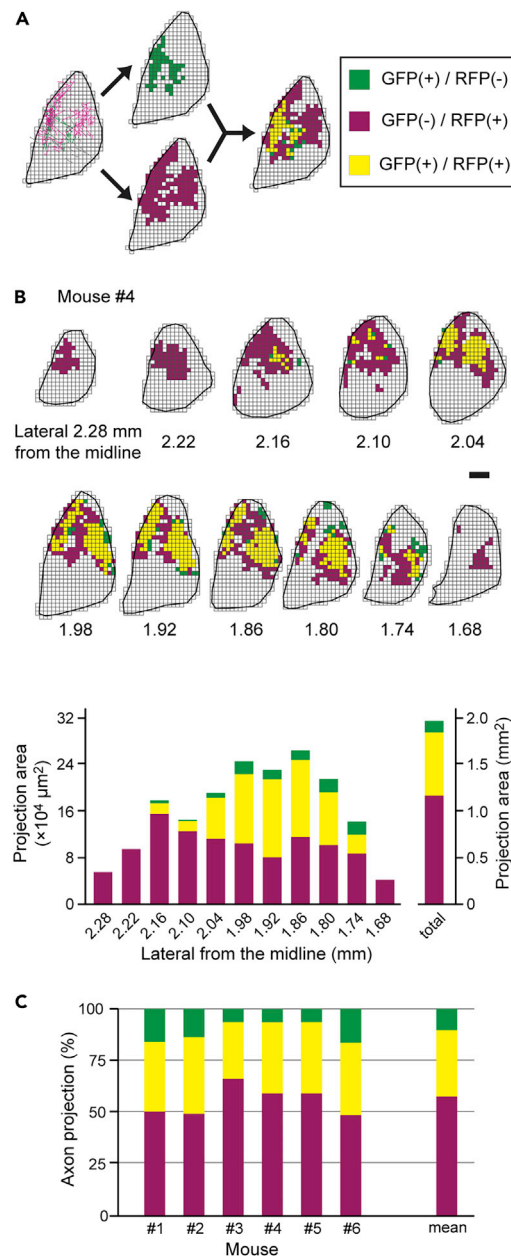 A
GFP(+) / RFP(-)
GFP(-) / RFP(+)
GFP(+) / RFP(+)
B
Mouse #4
Lateral 2.28 mm
from the midline
2.22
2.16
2.10
2.04
1.98
1.92
1.86
1.80
1.74
1.68
Projection area
(×10⁴ μm²)
32
24
16
8
0
2.28
2.22
2.16
2.10
2.04
1.98
1.92
1.86
1.80
1.74
1.68
Lateral from the midline (mm)
total
2.0
1.5
1.0
0.5
0
Projection area (mm²)
C
Axon projection (%)
100
75
50
25
0
#1
#2
#3
#4
#5
#6
mean
Mouse